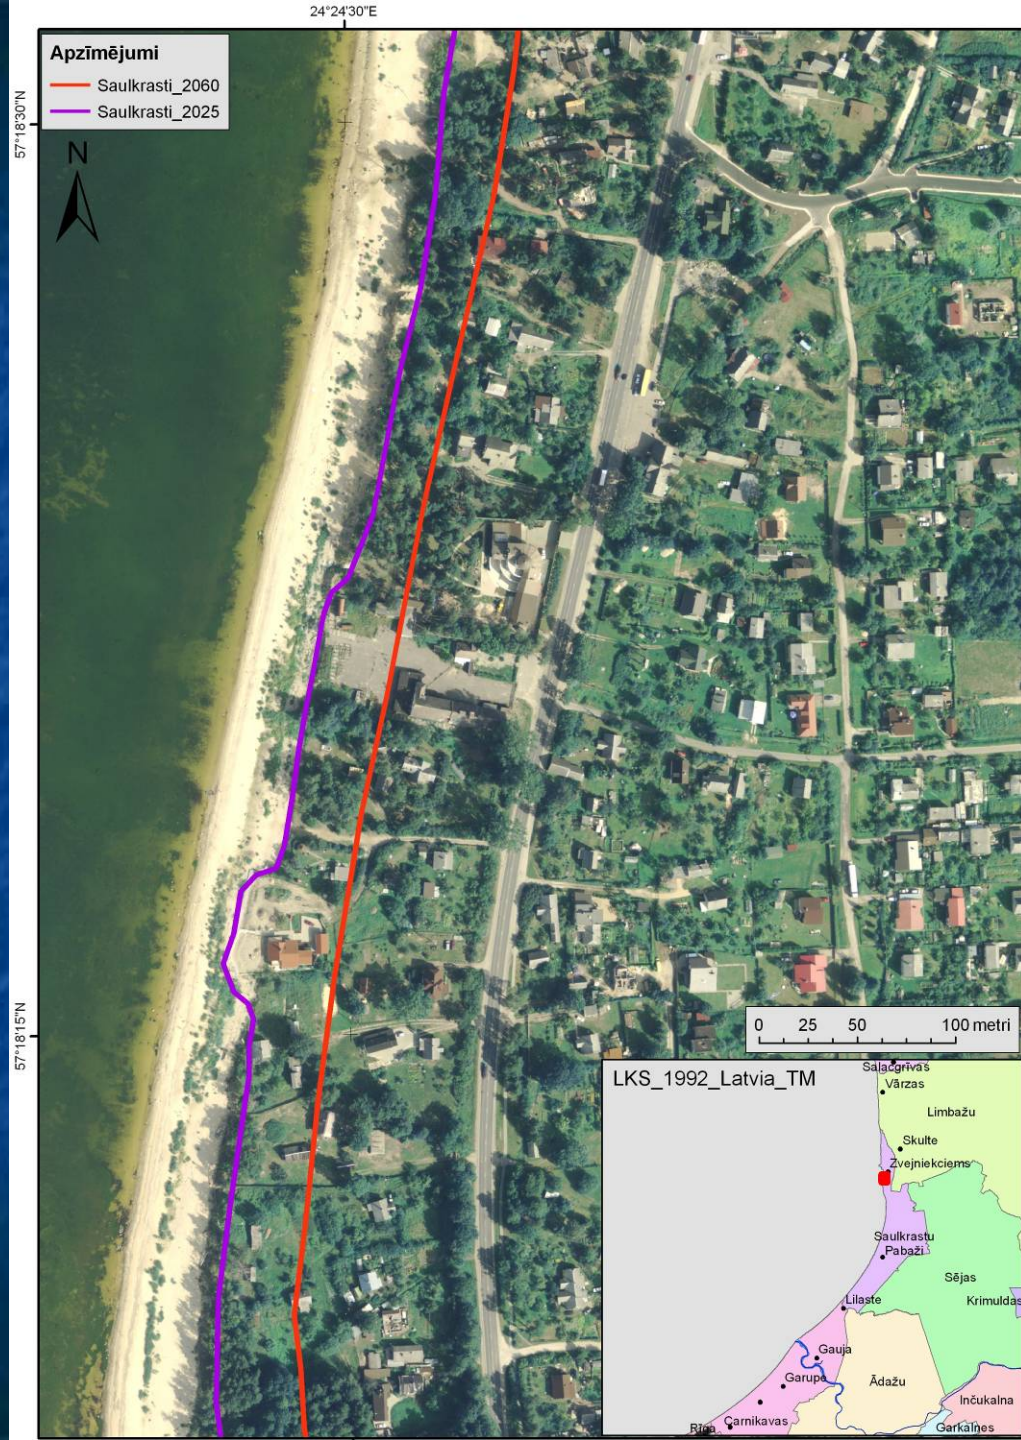 24°24'30"E
Apzīmējumi
Saulkrasti_2060
Saulkrasti_2025
57°18'30"N
N
57°18'15"N
0 25 50 100 metri
LKS_1992_Latvia_TM
Salacgrīvas
Vārzas
Limbažu
Skulte
Zvejniekciems
Saulkrastu
Pabaži
Sējas
Krimuldas
Lilaste
Gauja
Garupe
Ādažu
Inčukalna
Carnikavas
Rīga
Garkalnes